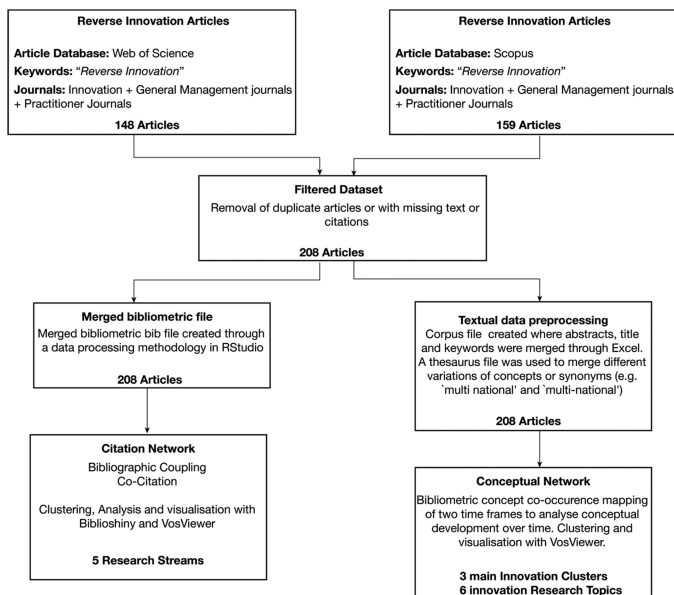 Reverse Innovation Articles
Article Database: Web of Science
Keywords: “Reverse Innovation”
Journals: Innovation + General Management journals
+ Practitioner Journals
148 Articles
Reverse Innovation Articles
Article Database: Scopus
Keywords: “Reverse Innovation”
Journals: Innovation + General Management journals
+ Practitioner Journals
159 Articles
Filtered Dataset
Removal of duplicate articles or with missing text or
citations
208 Articles
Merged bibliometric file
Merged bibliometric bib file created through
a data processing methodology in RStudio
208 Articles
Textual data preprocessing
Corpus file created where abstracts, title
and keywords were merged through Excel.
A thesaurus file was used to merge different
variations of concepts or synonyms (e.g.
`multi national' and `multi-national')
208 Articles
Citation Network
Bibliographic Coupling
Co-Citation
Clustering, Analysis and visualisation with
Biblioshiny and VosViewer
5 Research Streams
Conceptual Network
Bibliometric concept co-occurence mapping
of two time frames to analyse conceptual
development over time. Clustering and
visualisation with VosViewer.
3 main Innovation Clusters
6 innovation Research Topics